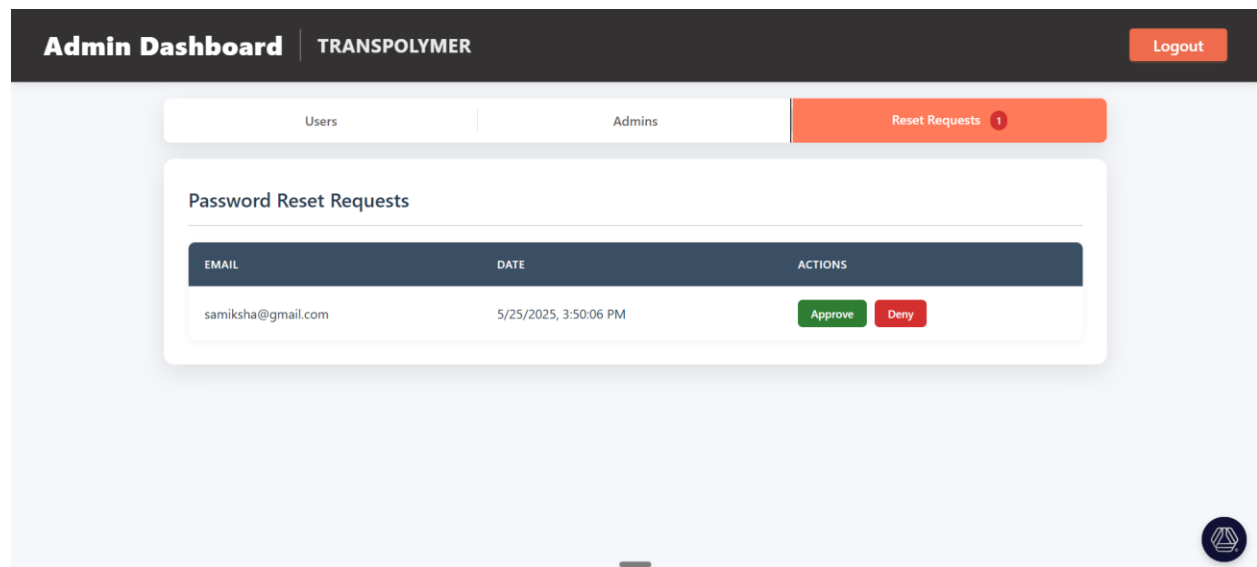 Admin Dashboard TRANSPOLYMER Logout
Users Admins Reset Requests 1
Password Reset Requests
EMAIL DATE ACTIONS
samiksha@gmail.com 5/25/2025, 3:50:06 PM Approve Deny